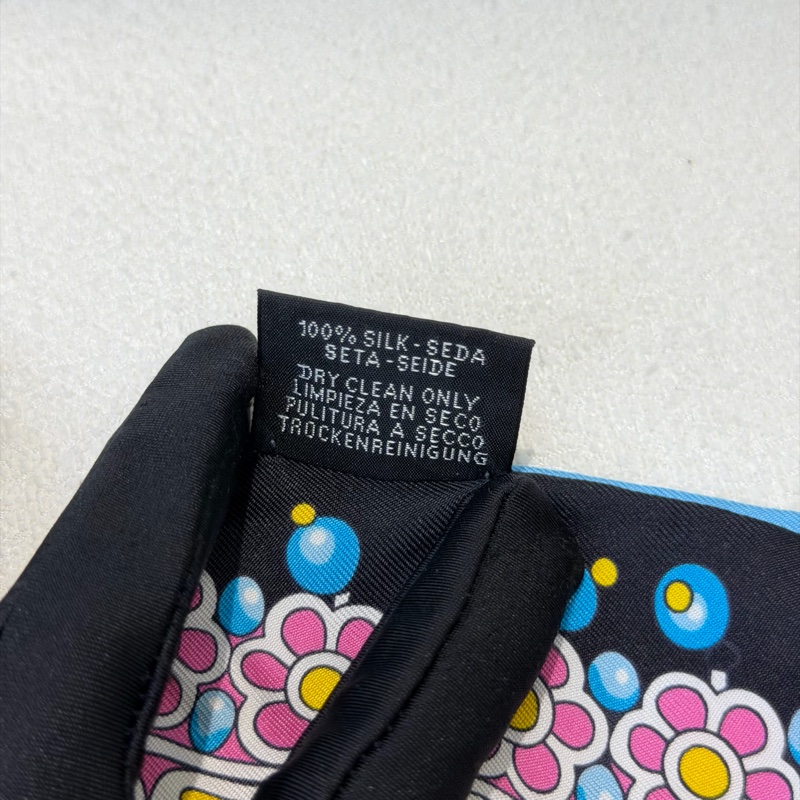 100% SILK - SEDA
SETA - SEIDE
DRY CLEAN ONLY
LIMPIEZA EN SECO
PULITURA A SECCO
TROCKENREINIGUNG